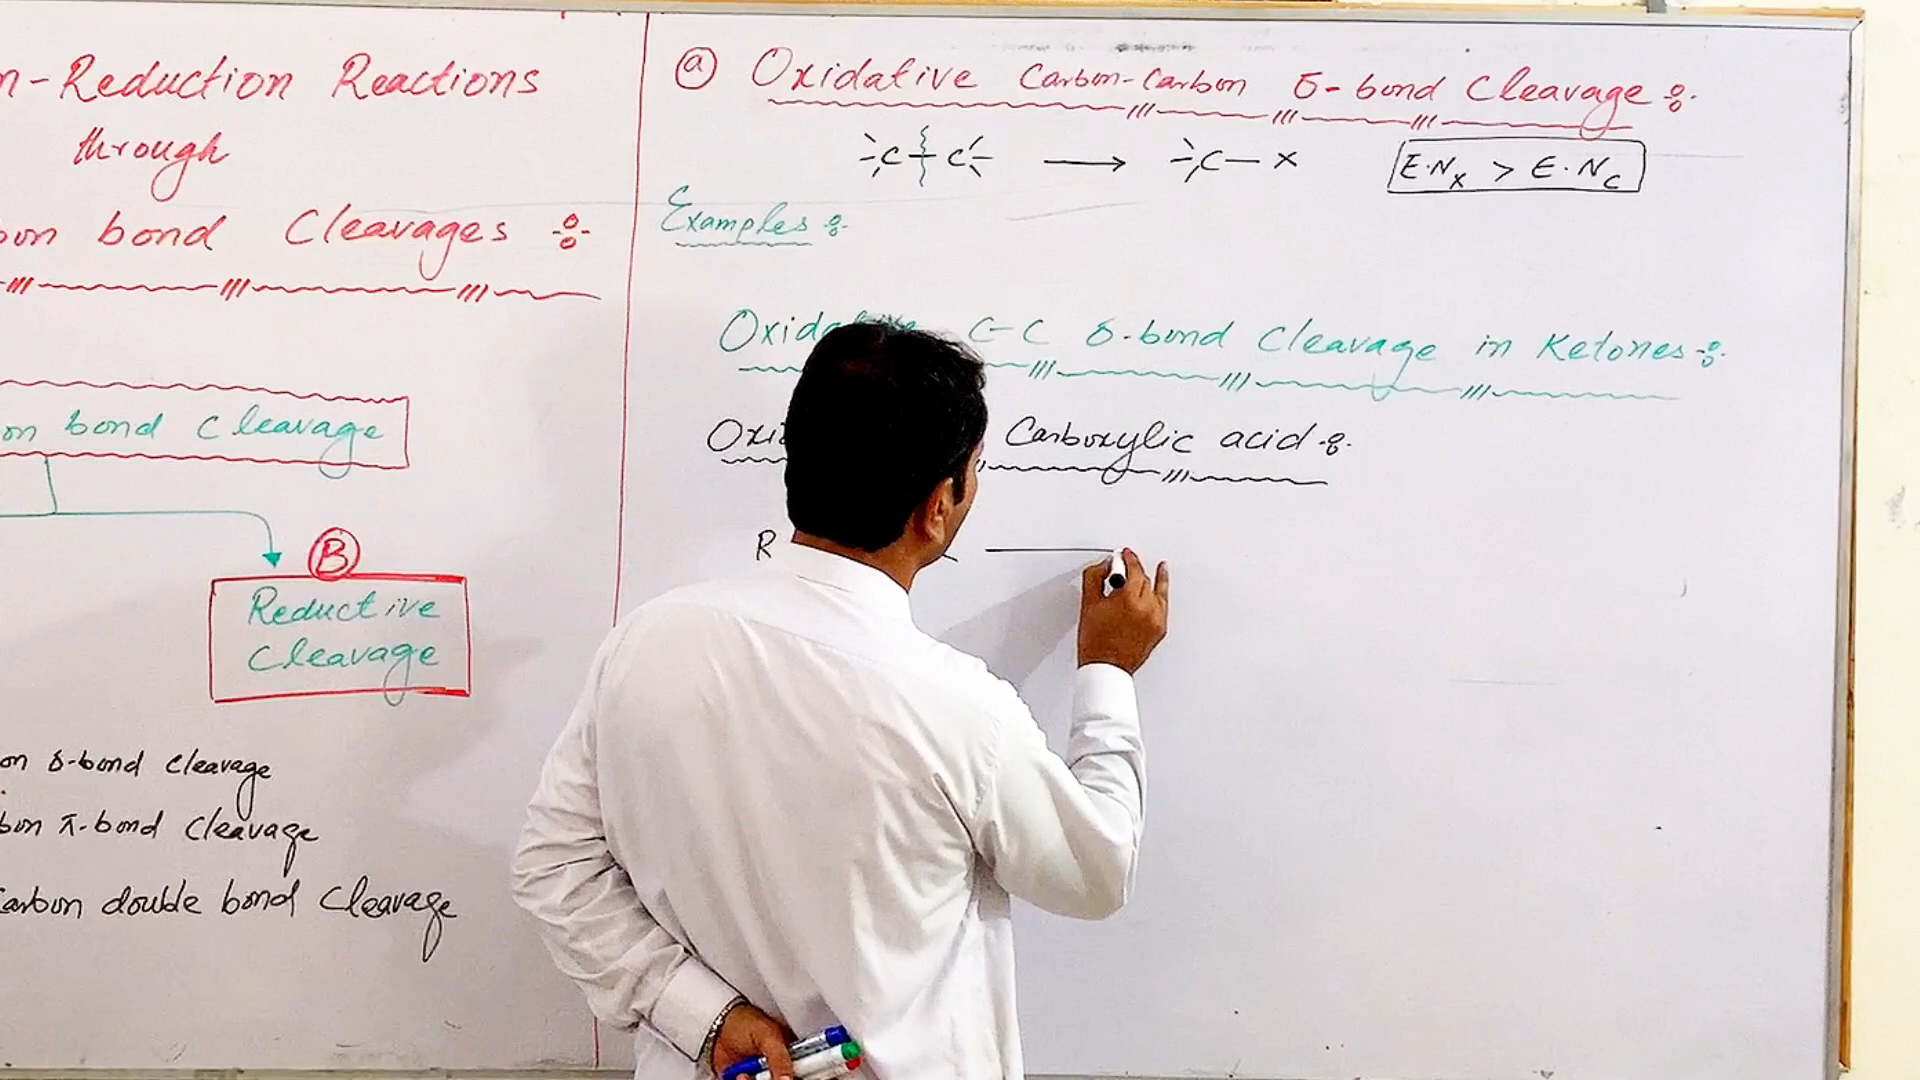 n-Reduction Reactions
through
bon bond Cleavages :-
on bond cleavage
B
Reductive
Cleavage
on δ-bond cleavage
bon π-bond cleavage
Carbon double bond cleavage
a Oxidative Carbon-Carbon δ-bond Cleavage :-
C C → C — X E.Nx > E.Nc
Examples :-
C-C δ-bond Cleavage in Ketones :-
Carboxylic acid :-
R